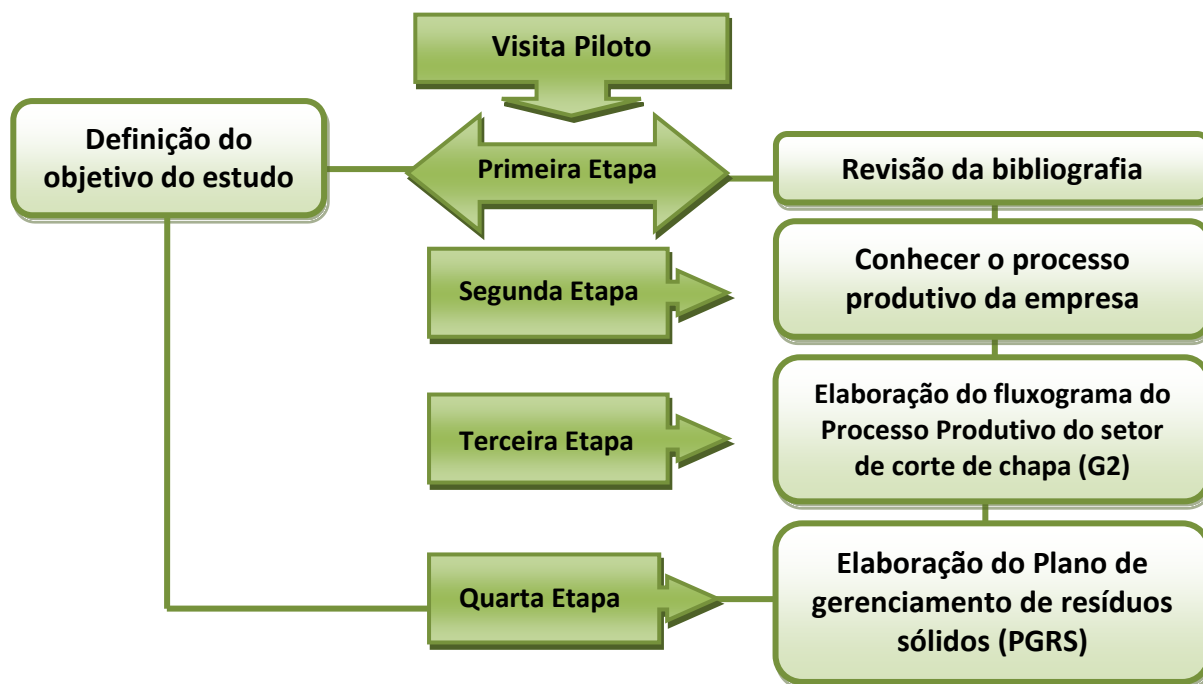 Visita Piloto
Definição do
objetivo do estudo
Primeira Etapa
Revisão da bibliografia
Segunda Etapa
Conhecer o processo
produtivo da empresa
Terceira Etapa
Elaboração do fluxograma do
Processo Produtivo do setor
de corte de chapa (G2)
Quarta Etapa
Elaboração do Plano de
gerenciamento de resíduos
sólidos (PGRS)